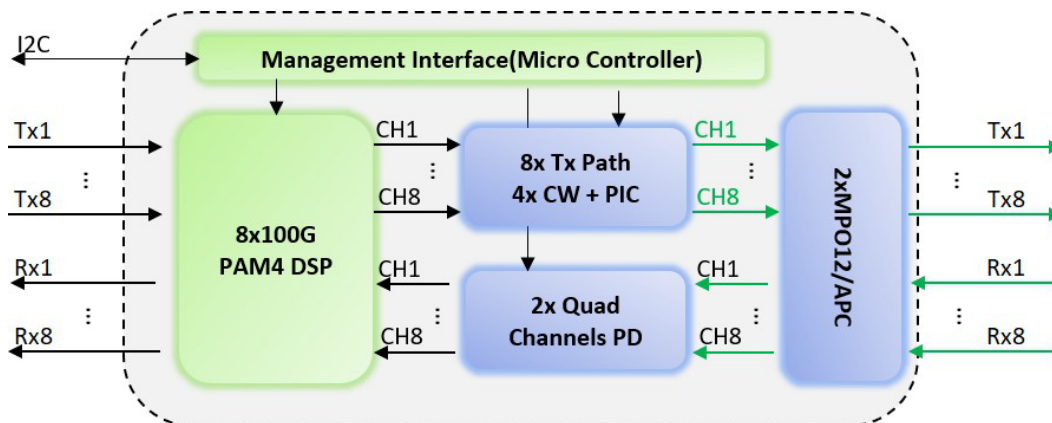 I2C
Management Interface(Micro Controller)
Tx1
...
Tx8
Rx1
...
Rx8
8x100G
PAM4 DSP
CH1
...
CH8
CH1
...
CH8
8x Tx Path
4x CW + PIC
2x Quad
Channels PD
CH1
...
CH8
CH1
...
CH8
2xMPO12/APC
Tx1
...
Tx8
Rx1
...
Rx8